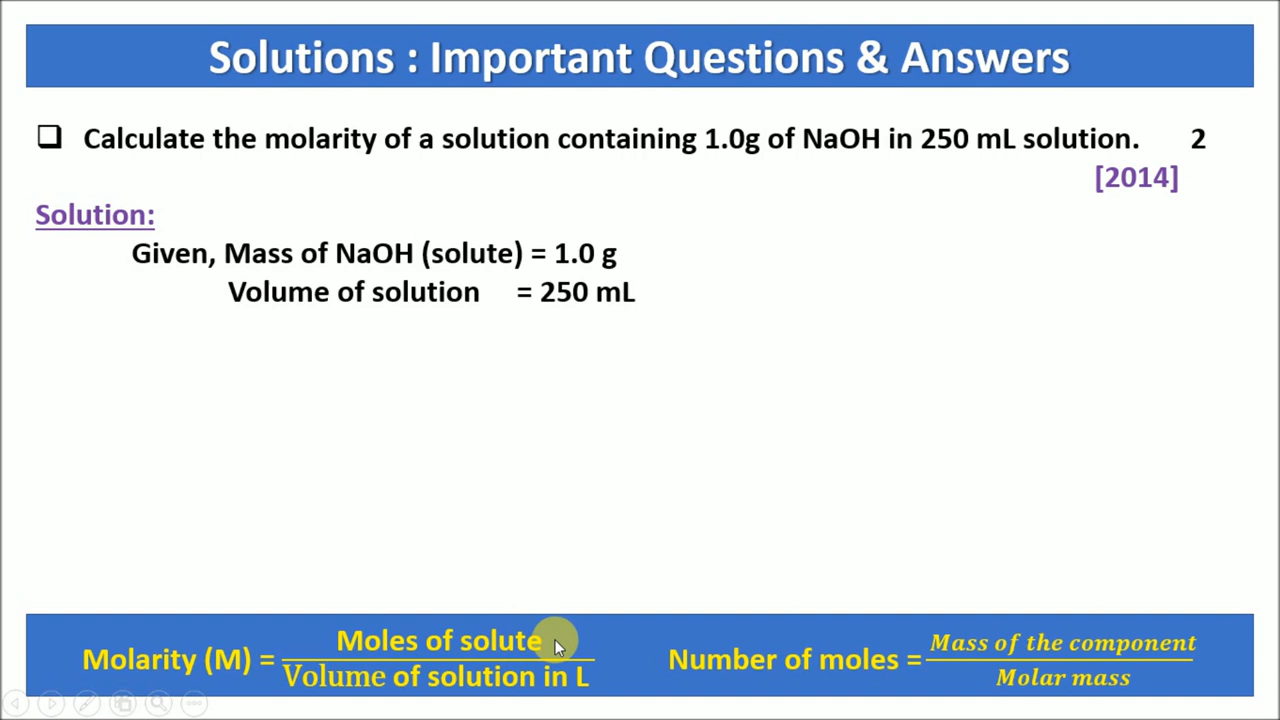 Solutions : Important Questions & Answers
❑ Calculate the molarity of a solution containing 1.0g of NaOH in 250 mL solution. 2
[2014]
Solution:
Given, Mass of NaOH (solute) = 1.0 g
Volume of solution = 250 mL
Molarity (M) = Moles of solute / Volume of solution in L
Number of moles = Mass of the component / Molar mass